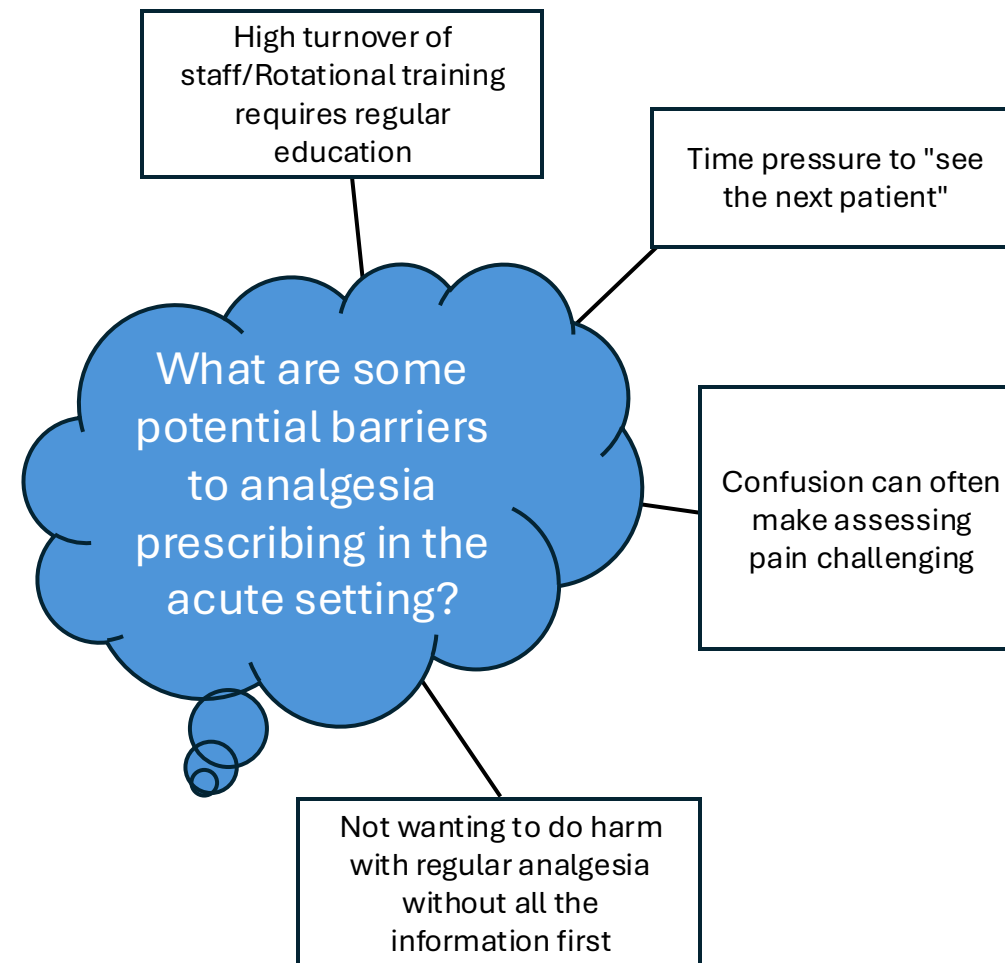 High turnover of
staff/Rotational training
requires regular
education
Time pressure to "see
the next patient"
What are some
potential barriers
to analgesia
prescribing in the
acute setting?
Confusion can often
make assessing
pain challenging
Not wanting to do harm
with regular analgesia
without all the
information first